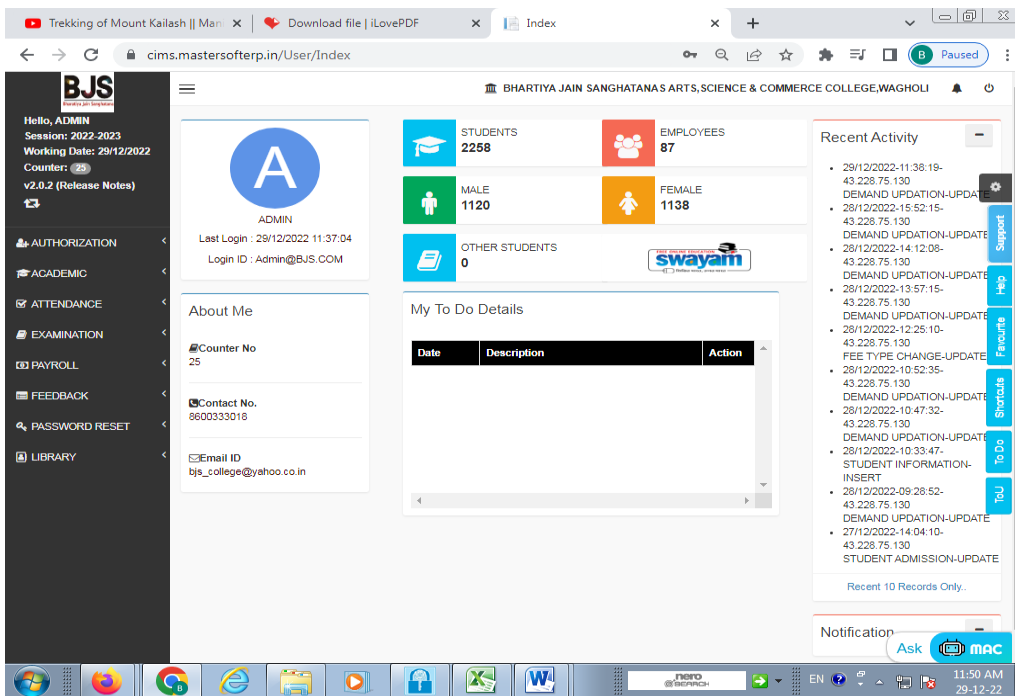 Trekking of Mount Kailash || Man
Download file | iLovePDF
Index
cims.mastersofterp.in/User/Index
B Paused
BJS
Bharatiya Jain Sanghatana
Hello, ADMIN
Session: 2022-2023
Working Date: 29/12/2022
Counter: 25
v2.0.2 (Release Notes)
AUTHORIZATION
ACADEMIC
ATTENDANCE
EXAMINATION
PAYROLL
FEEDBACK
PASSWORD RESET
LIBRARY
BHARTIYA JAIN SANGHATANAS ARTS,SCIENCE & COMMERCE COLLEGE,WAGHOLI
A
ADMIN
Last Login : 29/12/2022 11:37:04
Login ID : Admin@BJS.COM
About Me
Counter No
25
Contact No.
8600333018
Email ID
bjs_college@yahoo.co.in
STUDENTS
2258
EMPLOYEES
87
MALE
1120
FEMALE
1138
OTHER STUDENTS
0
FREE ONLINE EDUCATION
swayam
My To Do Details
Date Description Action
Recent Activity
29/12/2022-11:38:19-
43.228.75.130
DEMAND UPDATION-UPDATE
28/12/2022-15:52:15-
43.228.75.130
DEMAND UPDATION-UPDATE
28/12/2022-14:12:08-
43.228.75.130
DEMAND UPDATION-UPDATE
28/12/2022-13:57:15-
43.228.75.130
DEMAND UPDATION-UPDATE
28/12/2022-12:25:10-
43.228.75.130
FEE TYPE CHANGE-UPDATE
28/12/2022-10:52:35-
43.228.75.130
DEMAND UPDATION-UPDATE
28/12/2022-10:47:32-
43.228.75.130
DEMAND UPDATION-UPDATE
28/12/2022-10:33:47-
STUDENT INFORMATION-
INSERT
28/12/2022-09:28:52-
43.228.75.130
DEMAND UPDATION-UPDATE
27/12/2022-14:04:10-
43.228.75.130
STUDENT ADMISSION-UPDATE
Recent 10 Records Only..
Notification
Support
Help
Favourite
Shortcuts
To Do
ToU
Ask MAC
nero
SEARCH
EN
11:50 AM
29-12-22